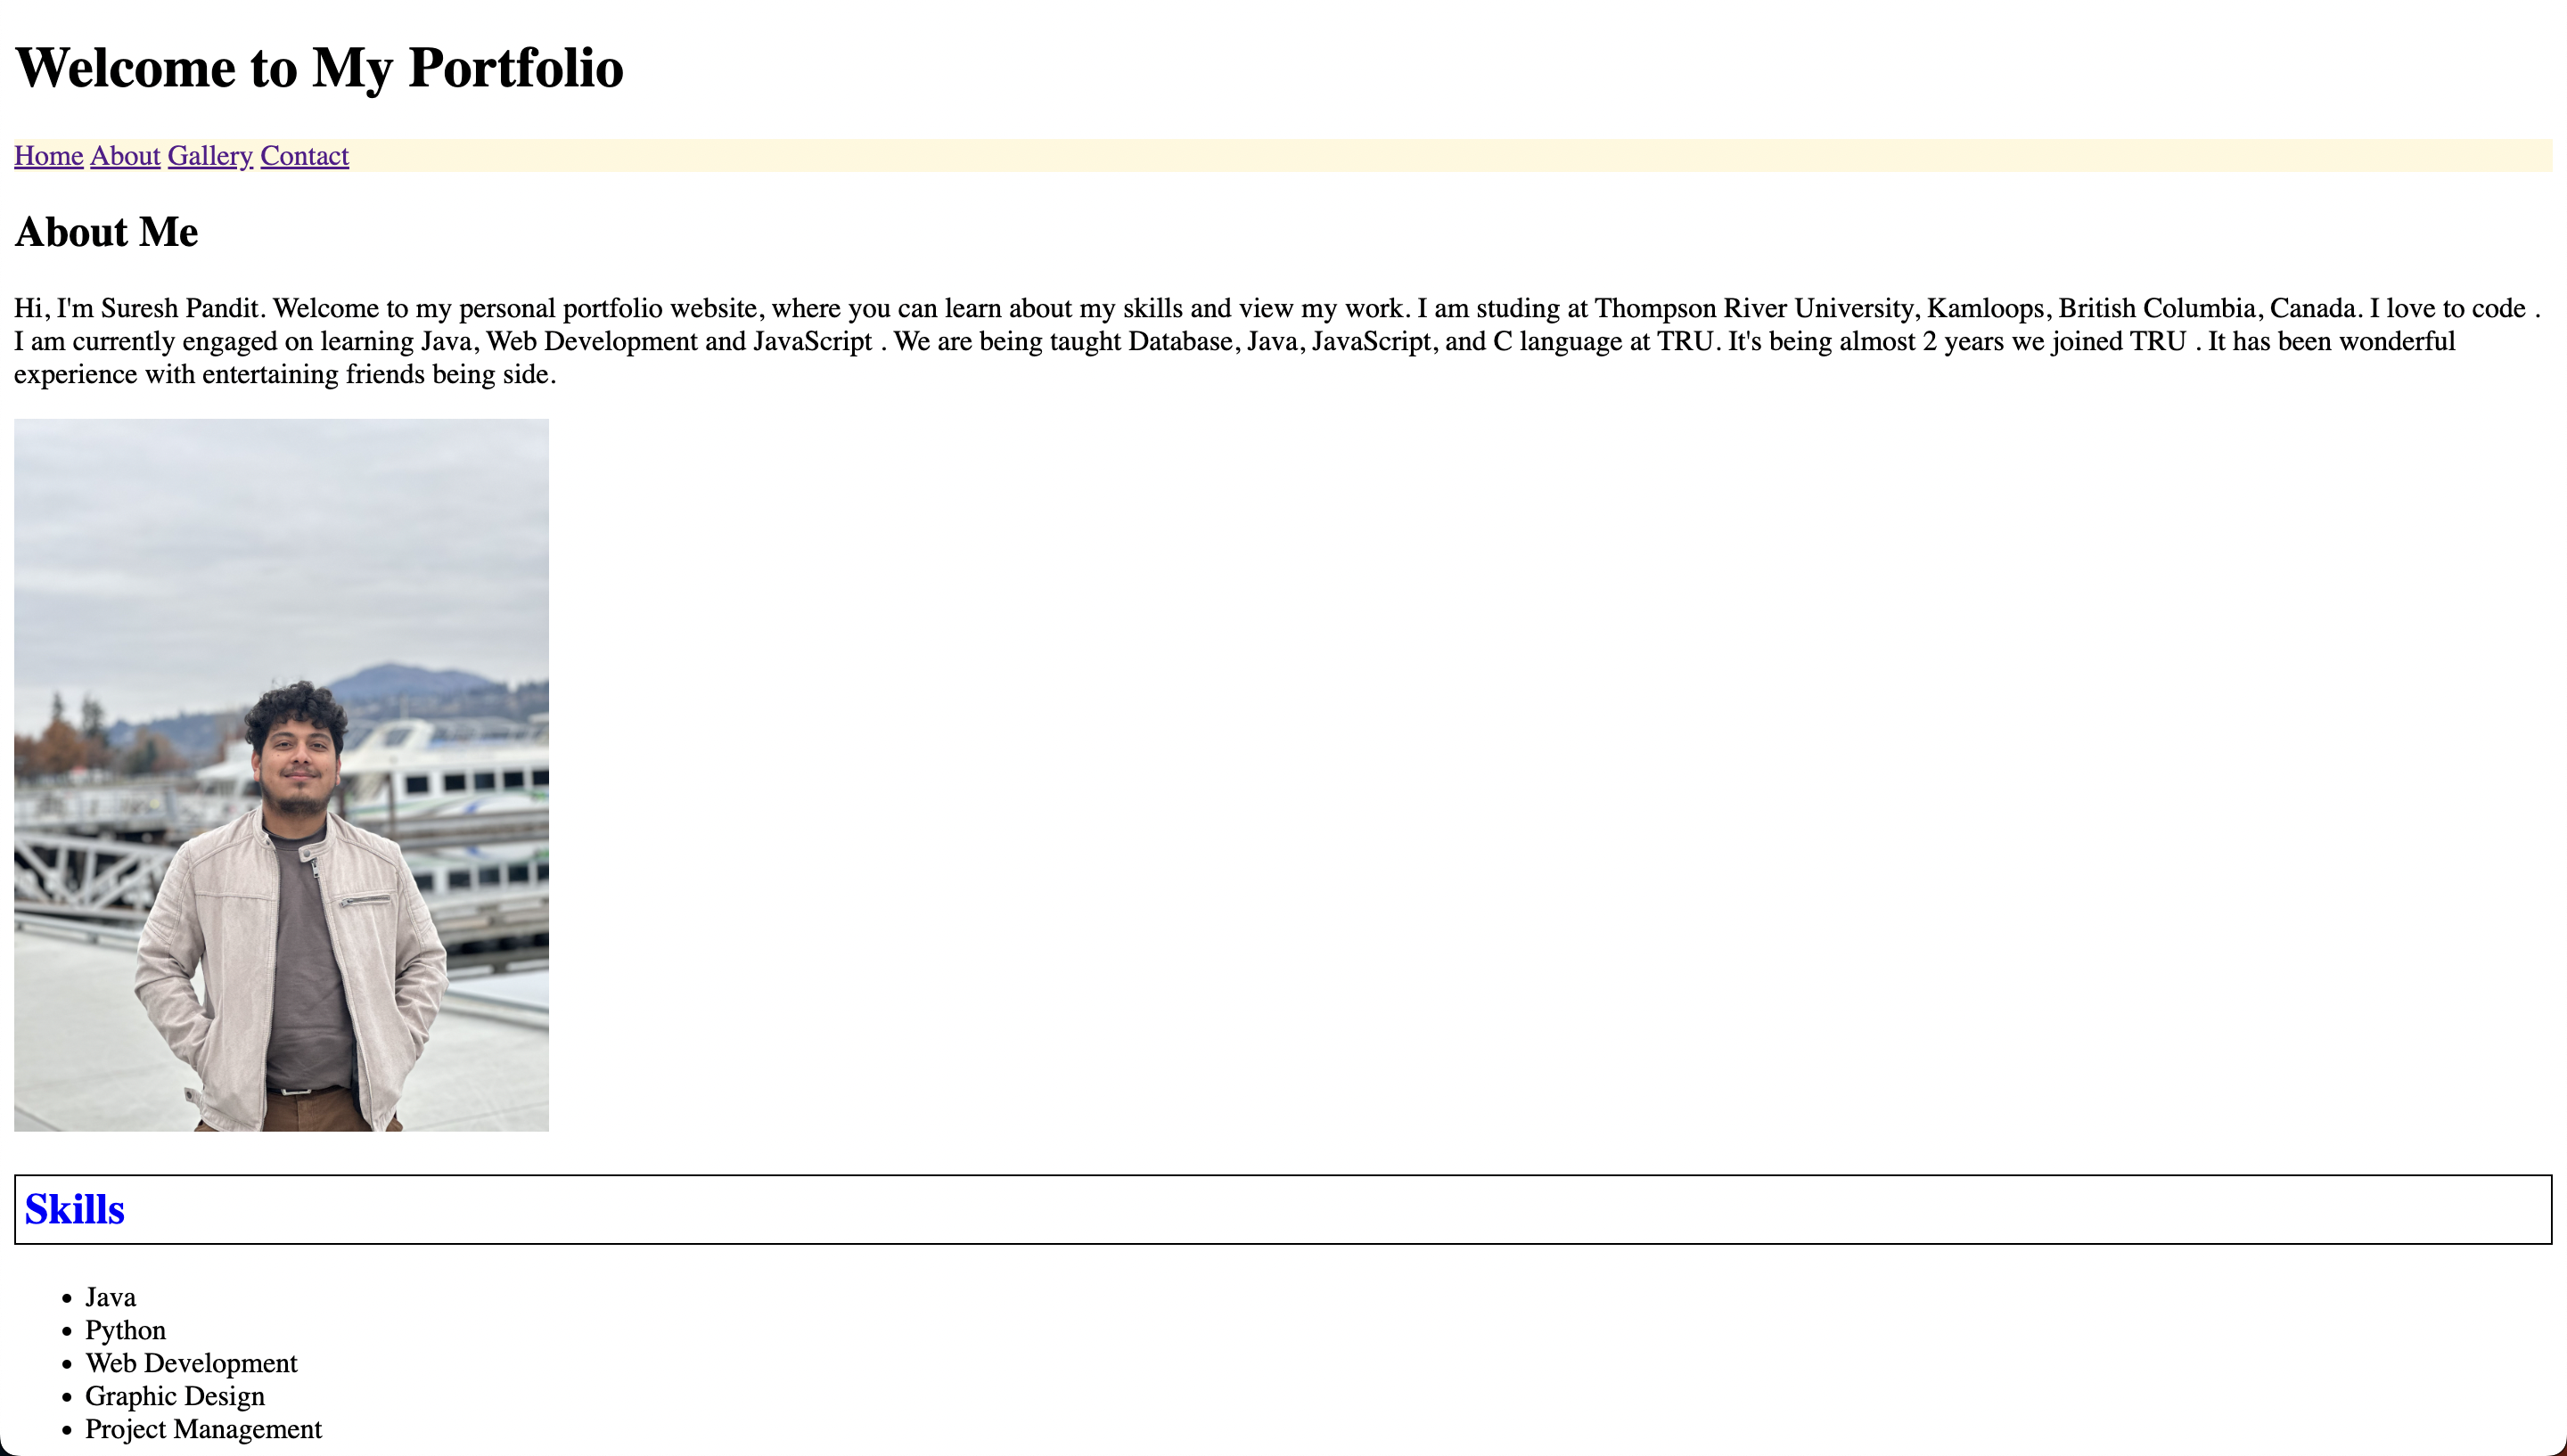 Welcome to My Portfolio
Home About Gallery Contact
About Me
Hi, I'm Suresh Pandit. Welcome to my personal portfolio website, where you can learn about my skills and view my work. I am studing at Thompson River University, Kamloops, British Columbia, Canada. I love to code .
I am currently engaged on learning Java, Web Development and JavaScript . We are being taught Database, Java, JavaScript, and C language at TRU. It's being almost 2 years we joined TRU . It has been wonderful
experience with entertaining friends being side.
Skills
• Java
• Python
• Web Development
• Graphic Design
• Project Management